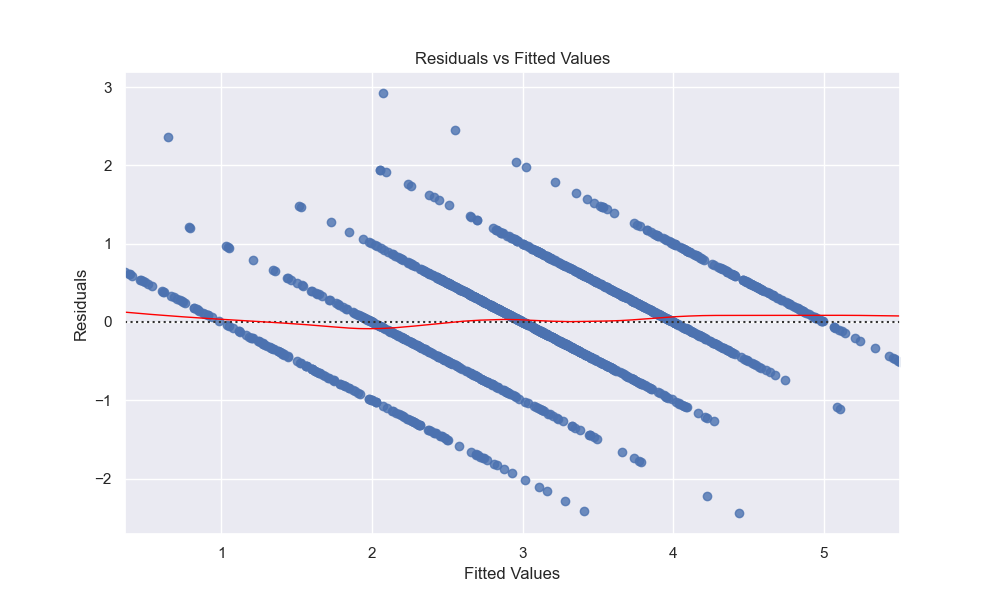 Residuals vs Fitted Values
3
2
1
0
−1
−2
Residuals
1 2 3 4 5
Fitted Values